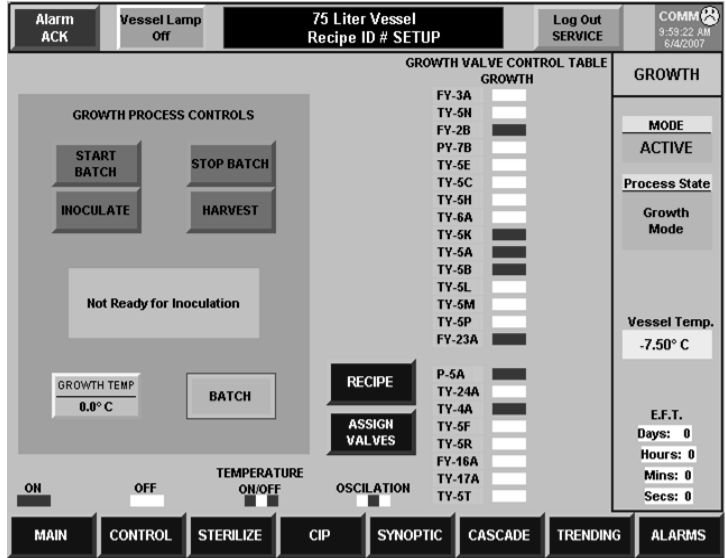 Alarm
ACK
Vessel Lamp
Off
75 Liter Vessel
Recipe ID # SETUP
Log Out
SERVICE
COMM
9:59:22 AM
6/4/2007
GROWTH VALVE CONTROL TABLE
GROWTH
GROWTH
GROWTH PROCESS CONTROLS
START
BATCH
STOP BATCH
INOCULATE
HARVEST
Not Ready for Inoculation
GROWTH TEMP
0.0° C
BATCH
RECIPE
ASSIGN
VALVES
FY-3A
TY-5N
FY-2B
PY-7B
TY-5E
TY-5C
TY-5H
TY-6A
TY-5K
TY-5A
TY-5B
TY-5L
TY-5M
TY-5P
FY-23A
P-5A
TY-24A
TY-4A
TY-5F
TY-5R
FY-16A
TY-17A
TY-5T
MODE
ACTIVE
Process State
Growth
Mode
Vessel Temp.
-7.50° C
E.F.T.
Days: 0
Hours: 0
Mins: 0
Secs: 0
ON
OFF
TEMPERATURE
ON/OFF
OSCILATION
MAIN
CONTROL
STERILIZE
CIP
SYNOPTIC
CASCADE
TRENDING
ALARMS